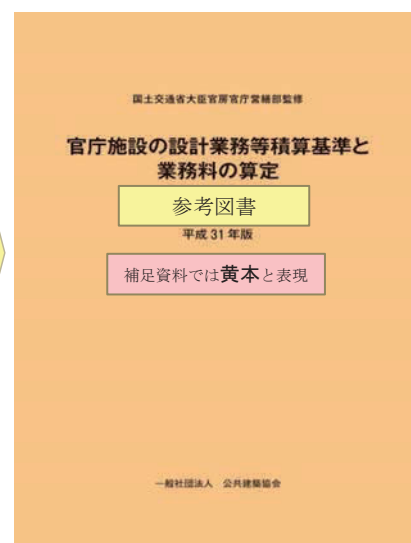 国土交通省大臣官房官庁営繕部監修
官庁施設の設計業務等積算基準と
業務料の算定
参考図書
平成31年版
補足資料では黄本と表現
一般社団法人 公共建築協会